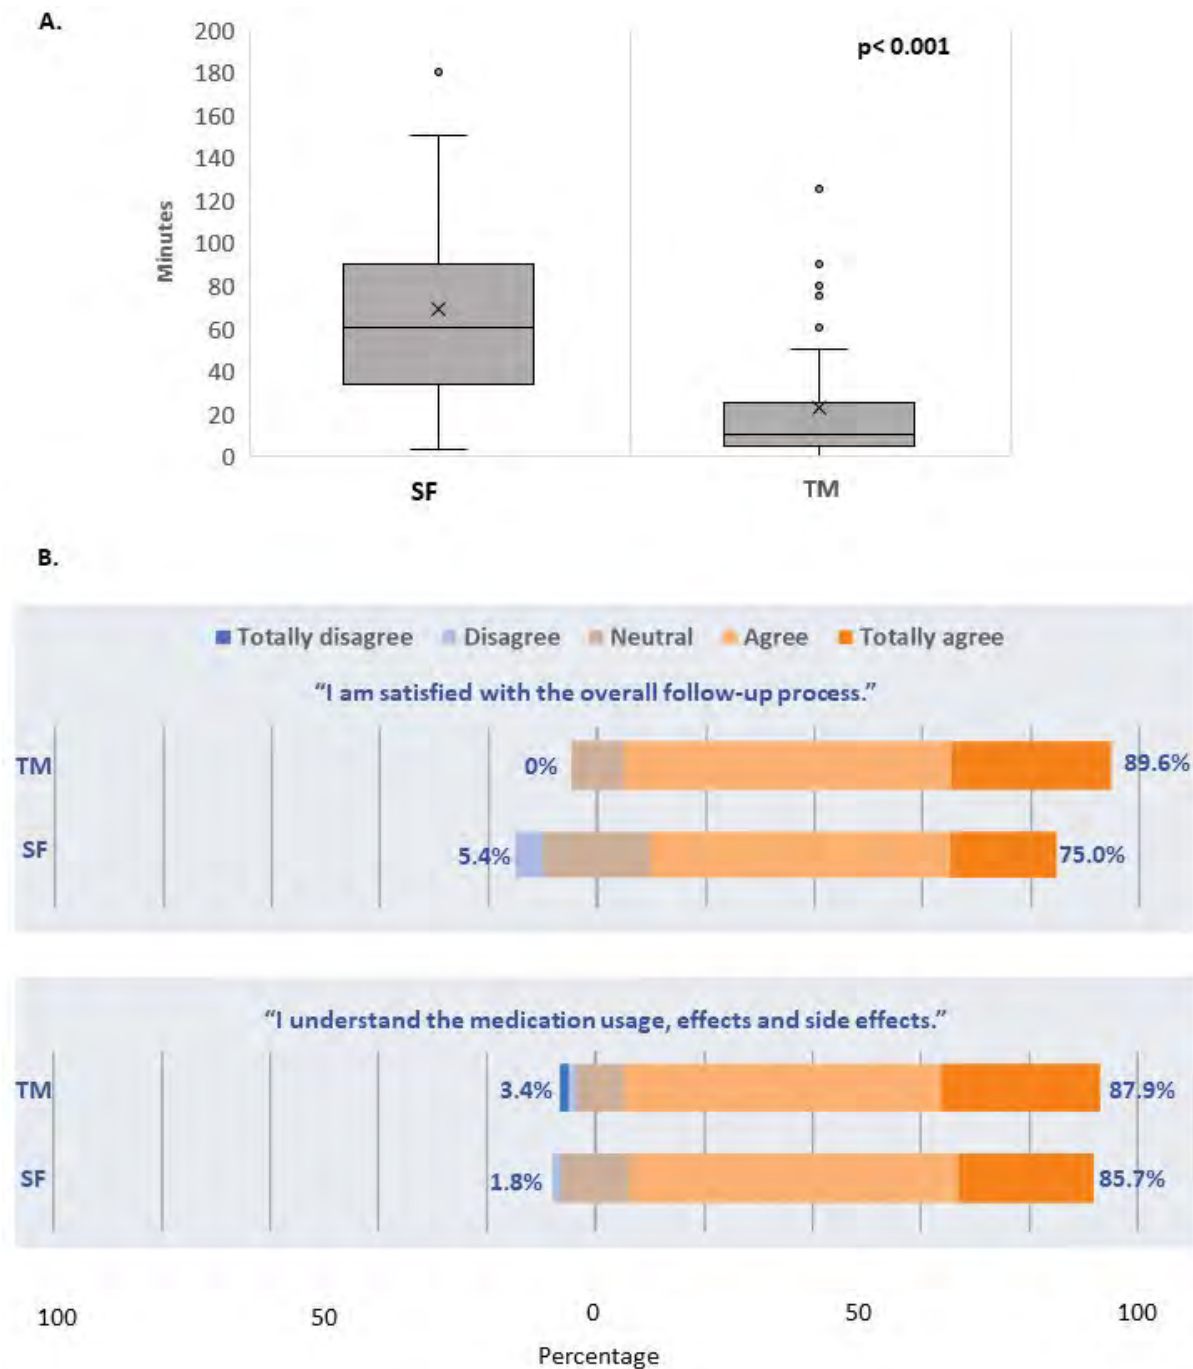 A.
200
180
160
140
120
100
80
60
40
20
0
Minutes
p< 0.001
SF
TM
B.
Totally disagree Disagree Neutral Agree Totally agree
“I am satisfied with the overall follow-up process.”
TM 0% 89.6%
SF 5.4% 75.0%
“I understand the medication usage, effects and side effects.”
TM 3.4% 87.9%
SF 1.8% 85.7%
100 50 0 50 100
Percentage